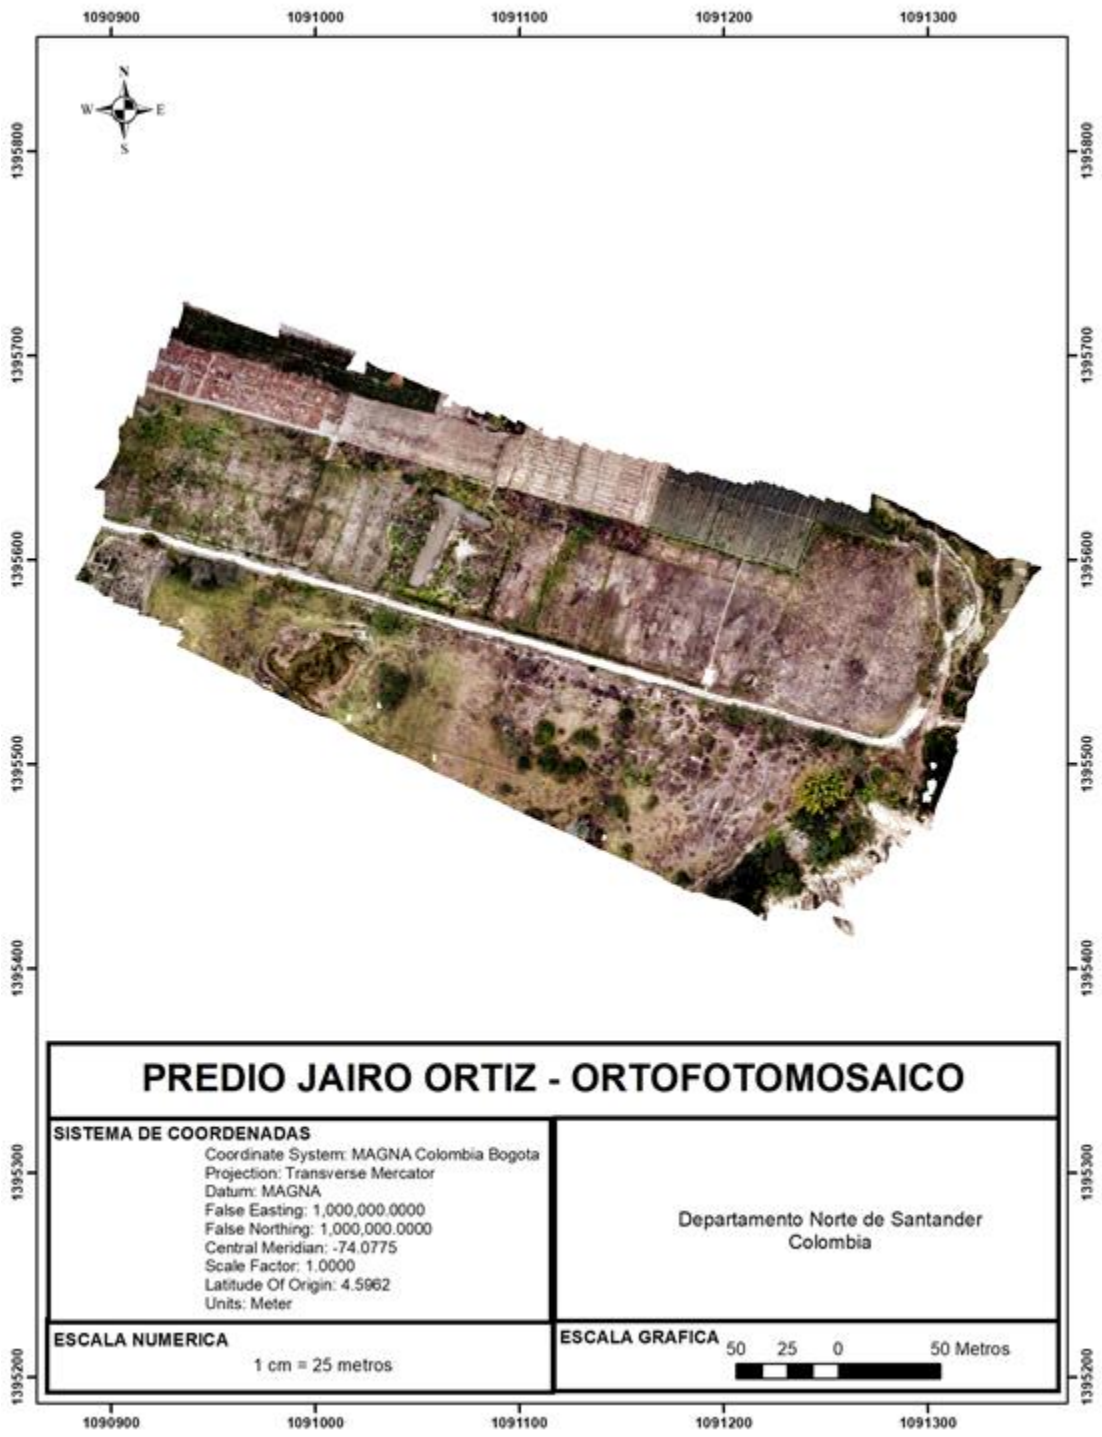 1090900 1091000 1091100 1091200 1091300
N
W E
S
1395800 1395800
1395700 1395700
1395600 1395600
1395500 1395500
1395400 1395400
PREDIO JAIRO ORTIZ - ORTOFOTOMOSAICO
SISTEMA DE COORDENADAS
Coordinate System: MAGNA Colombia Bogota
Projection: Transverse Mercator
Datum: MAGNA
False Easting: 1,000,000.0000
False Northing: 1,000,000.0000
Central Meridian: -74.0775
Scale Factor: 1.0000
Latitude Of Origin: 4.5962
Units: Meter
Departamento Norte de Santander
Colombia
1395300 1395300
ESCALA NUMERICA
1 cm = 25 metros
ESCALA GRAFICA
50 25 0 50 Metros
1395200 1395200
1090900 1091000 1091100 1091200 1091300